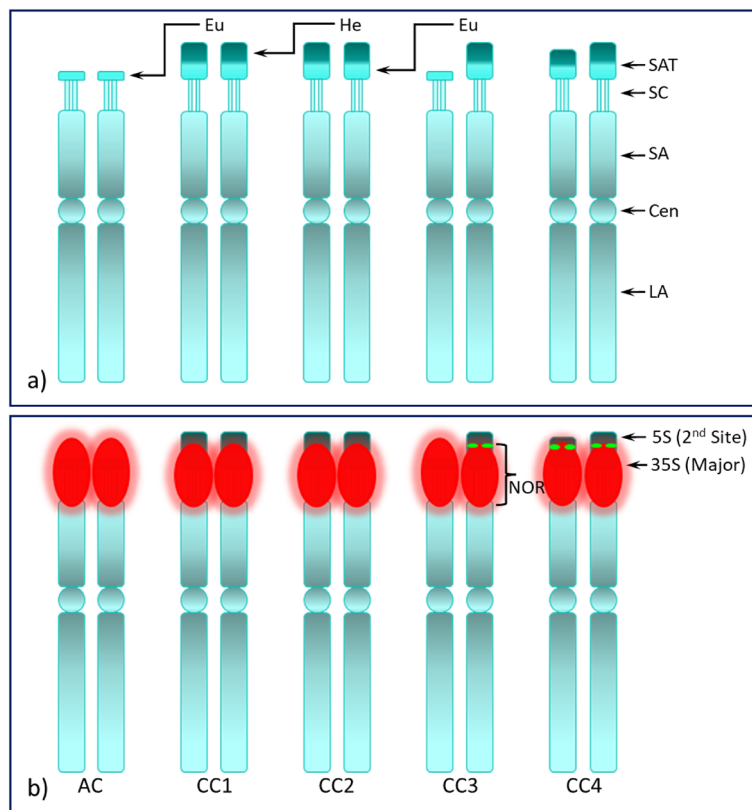 Eu
He
Eu
SAT
SC
SA
Cen
LA
a)
5S (2nd Site)
35S (Major)
NOR
b)
AC
CC1
CC2
CC3
CC4